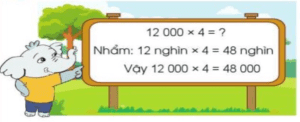 12 000 × 4 = ?
Nhẩm: 12 nghìn × 4 = 48 nghìn
Vậy 12 000 × 4 = 48 000